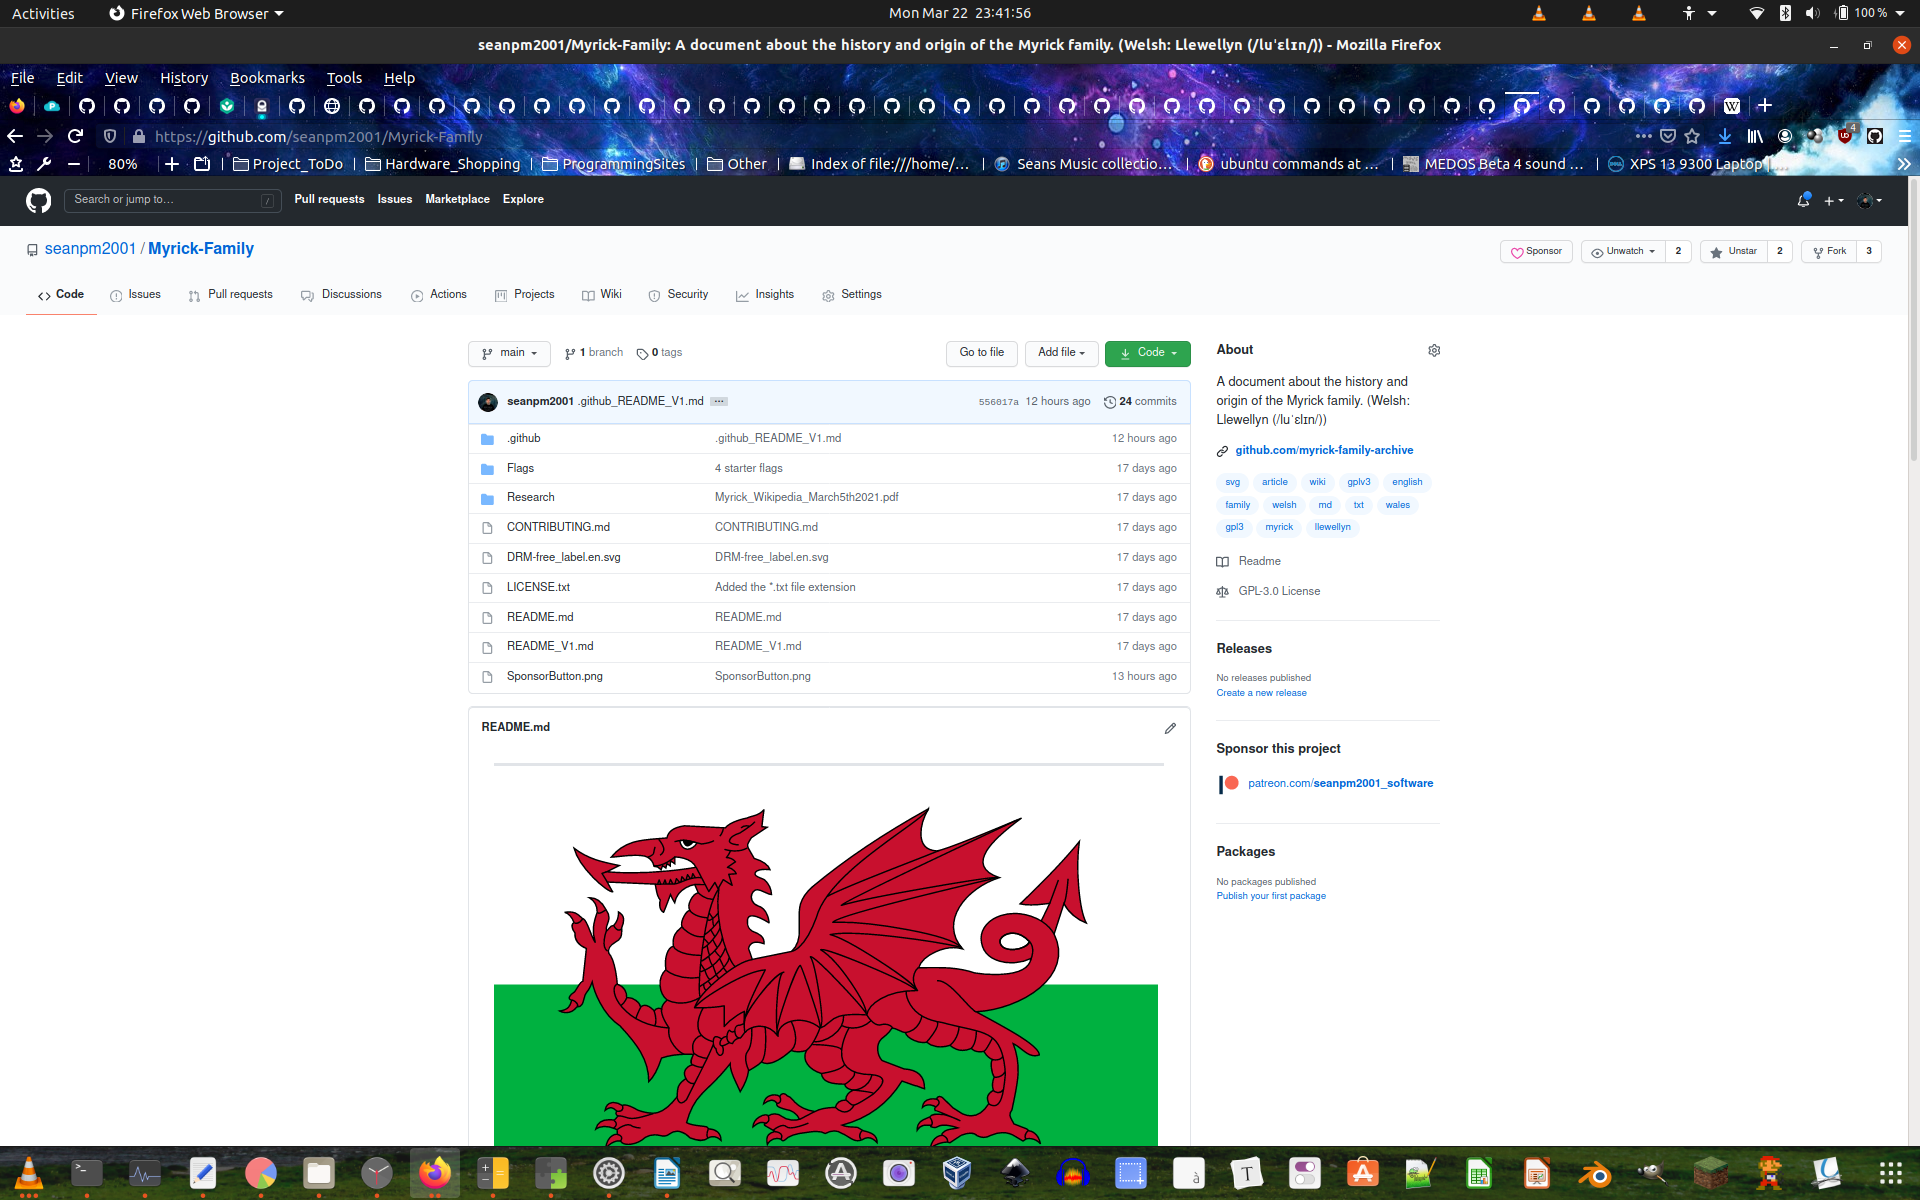 Activities Firefox Web Browser Mon Mar 22 23:41:56 100 %
seanpm2001/Myrick-Family: A document about the history and origin of the Myrick family. (Welsh: Llewellyn (/luˈɛlɪn/)) - Mozilla Firefox
File Edit View History Bookmarks Tools Help
https://github.com/seanpm2001/Myrick-Family
80% Project_ToDo Hardware_Shopping ProgrammingSites Other Index of file:///home/… Seans Music collectio… ubuntu commands at … MEDOS Beta 4 sound … XPS 13 9300 Laptop |…
Search or jump to… / Pull requests Issues Marketplace Explore
seanpm2001 / Myrick-Family Sponsor Unwatch 2 Unstar 2 Fork 3
Code Issues Pull requests Discussions Actions Projects Wiki Security Insights Settings
main 1 branch 0 tags Go to file Add file Code
seanpm2001 .github_README_V1.md ... 556017a 12 hours ago 24 commits
.github .github_README_V1.md 12 hours ago
Flags 4 starter flags 17 days ago
Research Myrick_Wikipedia_March5th2021.pdf 17 days ago
CONTRIBUTING.md CONTRIBUTING.md 17 days ago
DRM-free_label.en.svg DRM-free_label.en.svg 17 days ago
LICENSE.txt Added the *.txt file extension 17 days ago
README.md README.md 17 days ago
README_V1.md README_V1.md 17 days ago
SponsorButton.png SponsorButton.png 13 hours ago
README.md
About
A document about the history and
origin of the Myrick family. (Welsh:
Llewellyn (/luˈɛlɪn/))
github.com/myrick-family-archive
svg article wiki gplv3 english
family welsh md txt wales
gpl3 myrick llewellyn
Readme
GPL-3.0 License
Releases
No releases published
Create a new release
Sponsor this project
patreon.com/seanpm2001_software
Packages
No packages published
Publish your first package